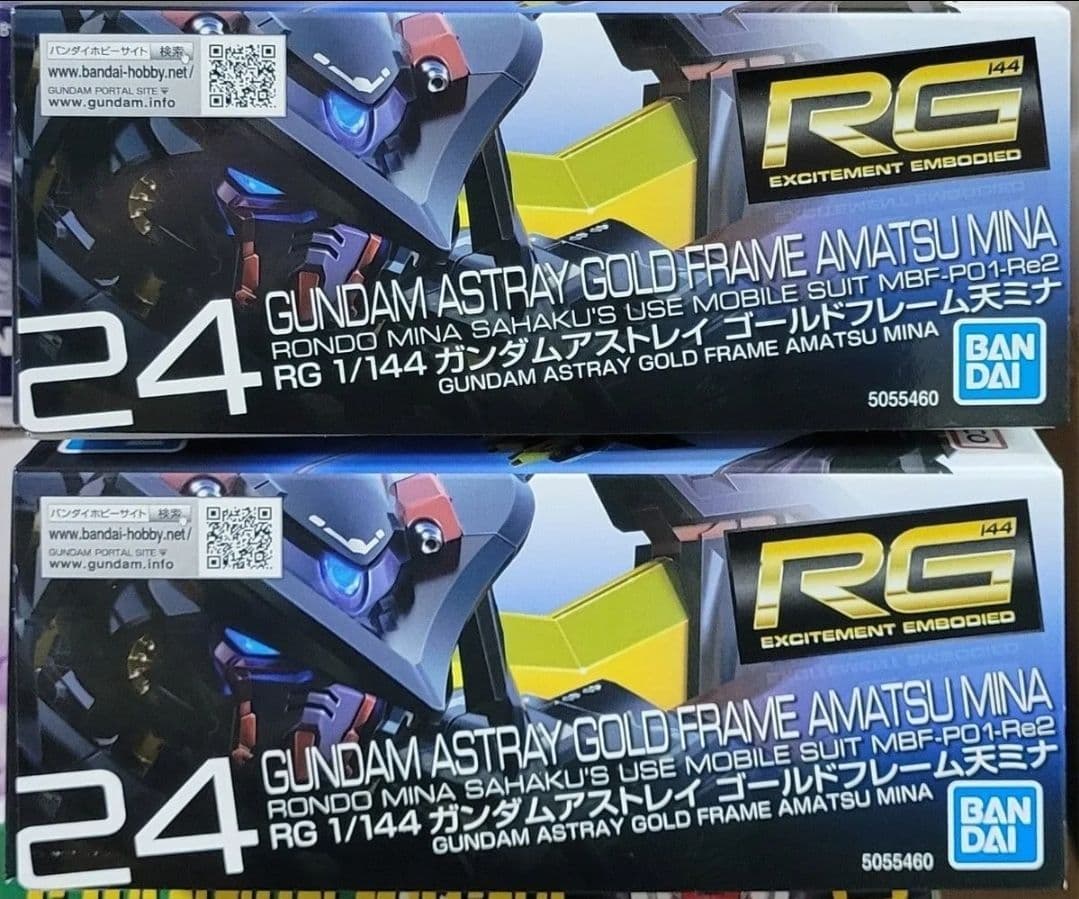 バンダイホビーサイト 検索
www.bandai-hobby.net/
GUNDAM PORTAL SITE
www.gundam.info
RG 144
EXCITEMENT EMBODIED
24
GUNDAM ASTRAY GOLD FRAME AMATSU MINA
RONDO MINA SAHAKU'S USE MOBILE SUIT MBF-P01-Re2
RG 1/144 ガンダムアストレイ ゴールドフレーム天ミナ
GUNDAM ASTRAY GOLD FRAME AMATSU MINA
5055460
BAN
DAI
バンダイホビーサイト 検索
www.bandai-hobby.net/
GUNDAM PORTAL SITE
www.gundam.info
RG 144
EXCITEMENT EMBODIED
24
GUNDAM ASTRAY GOLD FRAME AMATSU MINA
RONDO MINA SAHAKU'S USE MOBILE SUIT MBF-P01-Re2
RG 1/144 ガンダムアストレイ ゴールドフレーム天ミナ
GUNDAM ASTRAY GOLD FRAME AMATSU MINA
5055460
BAN
DAI